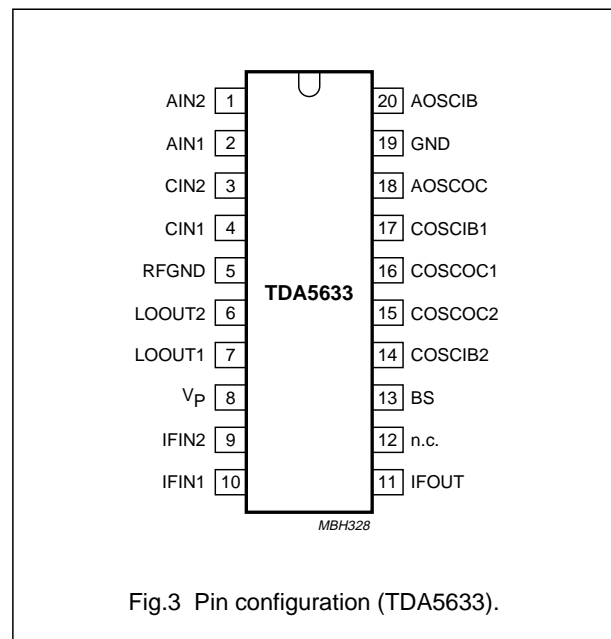 AIN2 1 20 AOSCIB
AIN1 2 19 GND
CIN2 3 18 AOSCOC
CIN1 4 17 COSCIB1
RFGND 5 16 COSCOC1
TDA5633
LOOUT2 6 15 COSCOC2
LOOUT1 7 14 COSCIB2
VP 8 13 BS
IFIN2 9 12 n.c.
IFIN1 10 11 IFOUT
MBH328
Fig.3 Pin configuration (TDA5633).